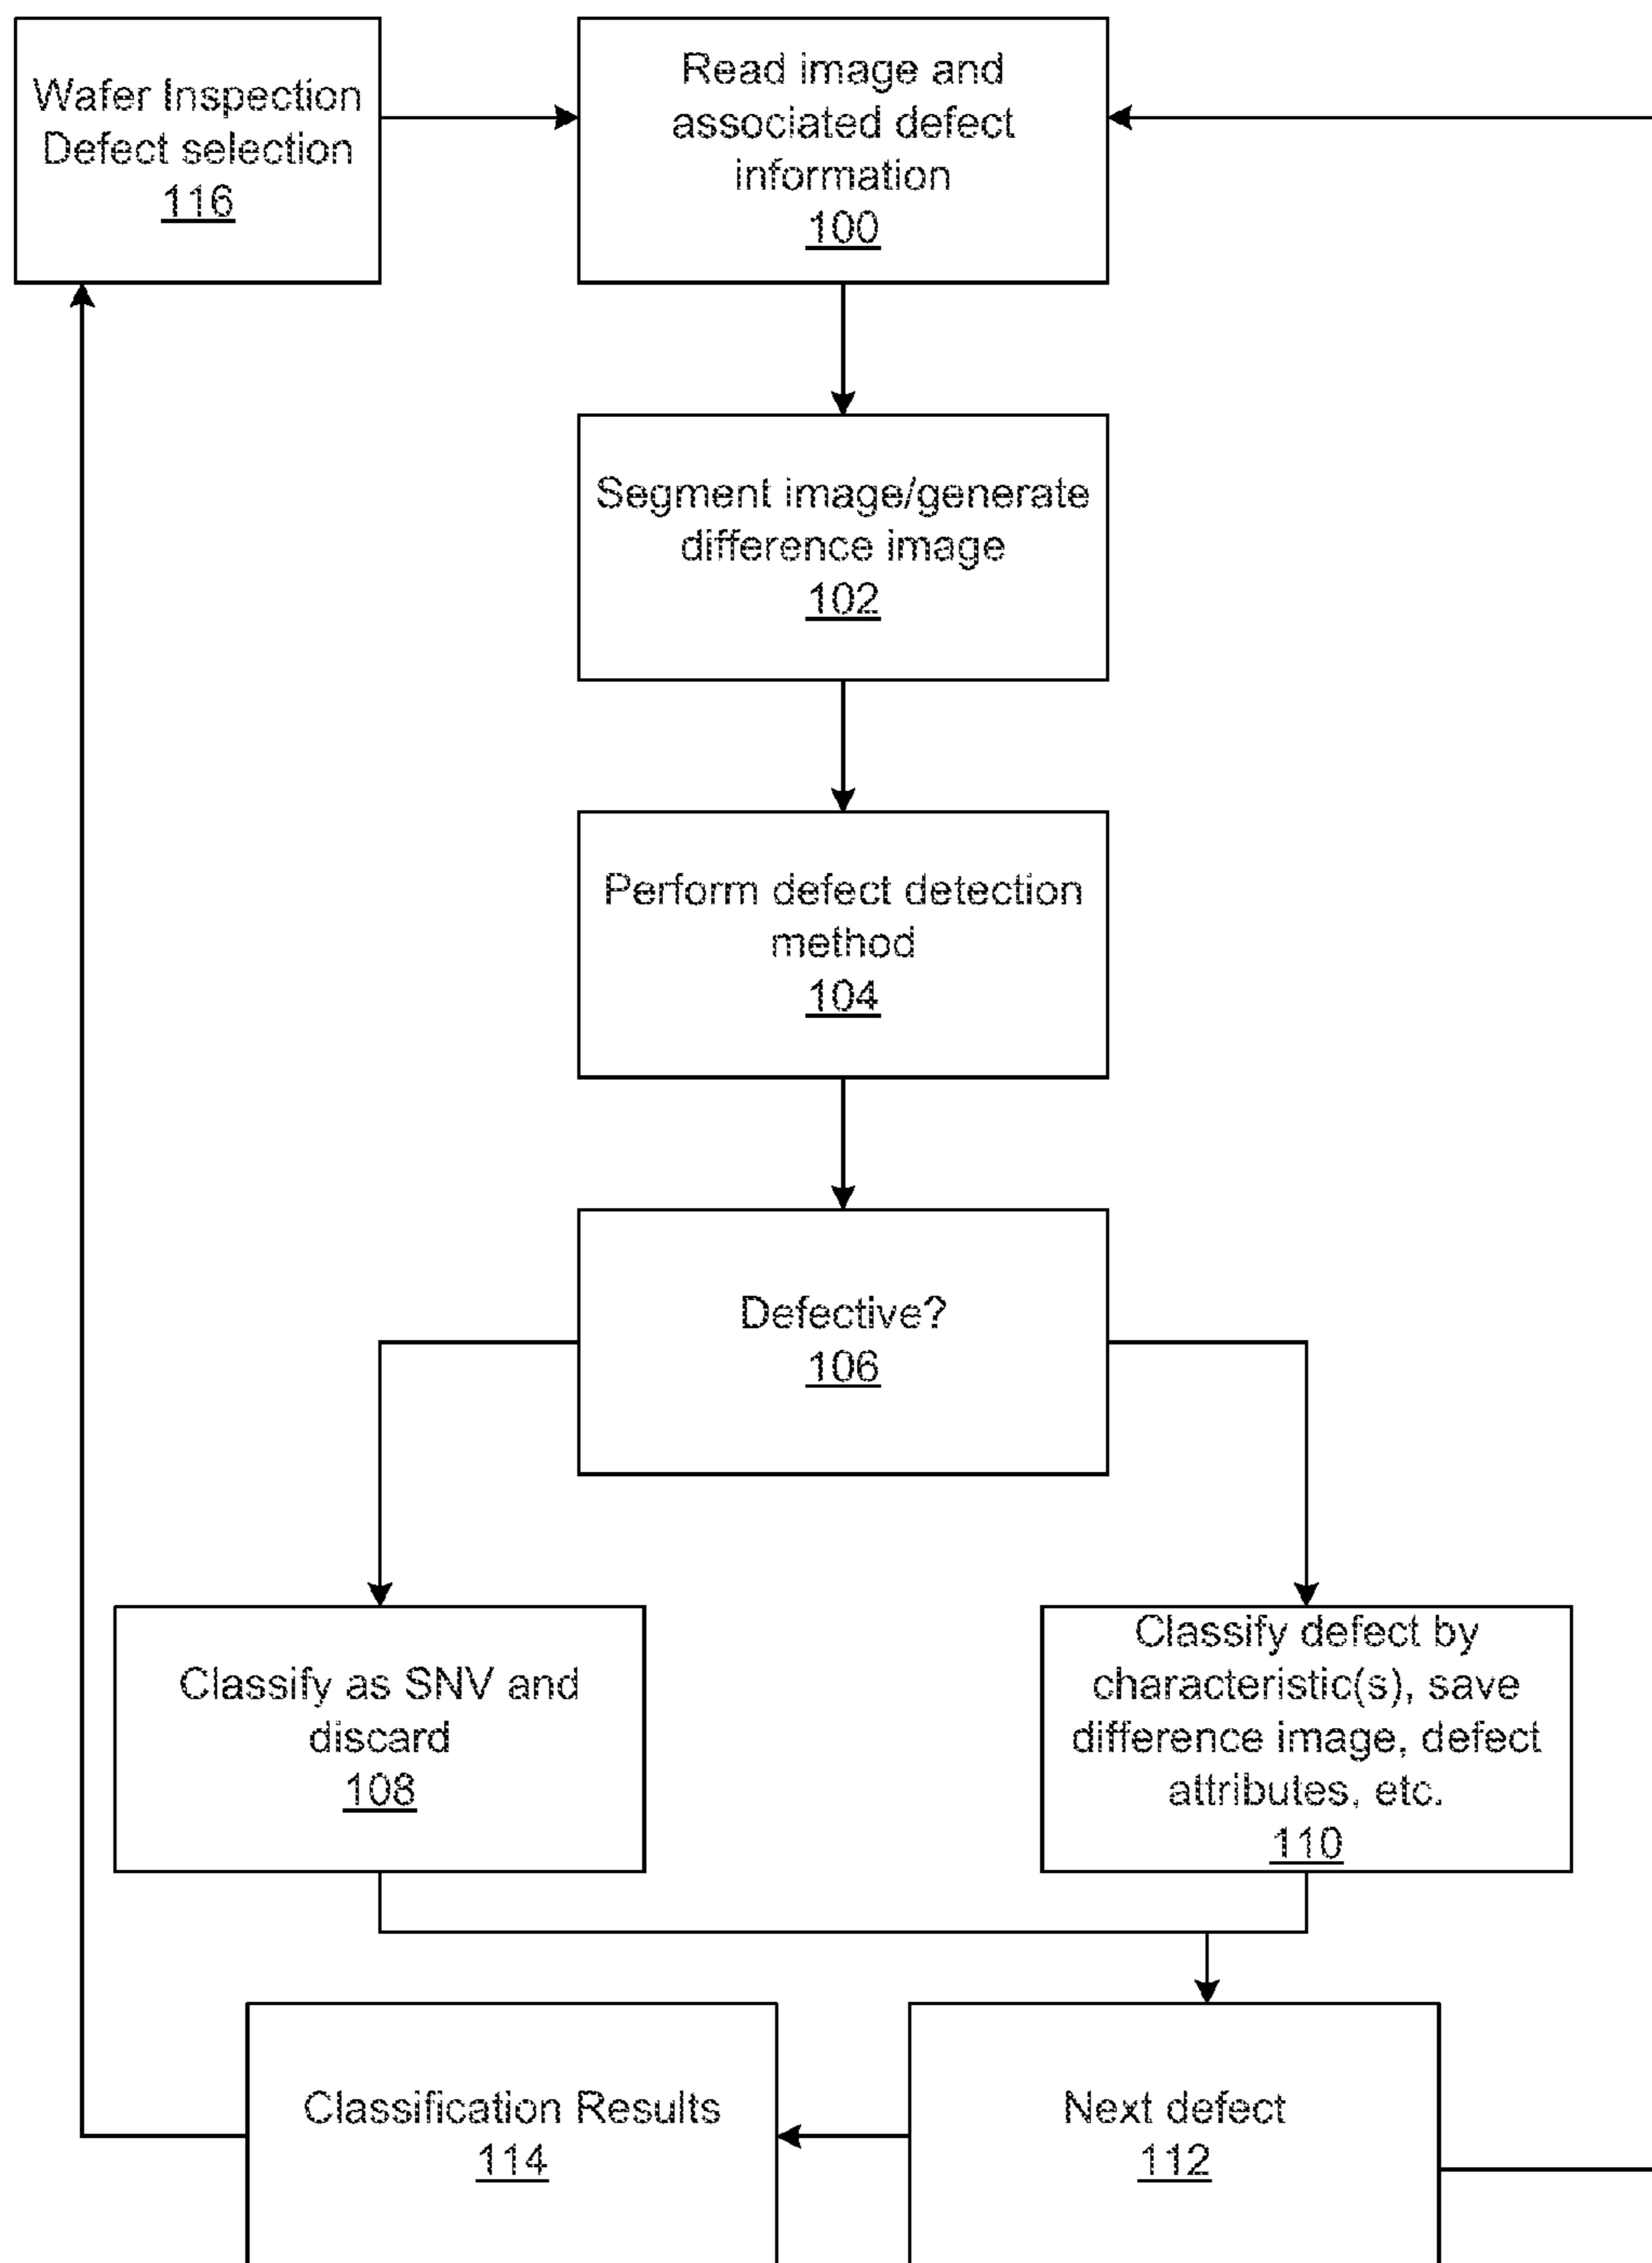 Wafer Inspection
Defect selection
116
Read image and
associated defect
information
100
Segment image/generate
difference image
102
Perform defect detection
method
104
Defective?
106
Classify as SNV and
discard
108
Classify defect by
characteristic(s), save
difference image, defect
attributes, etc.
110
Classification Results
114
Next defect
112